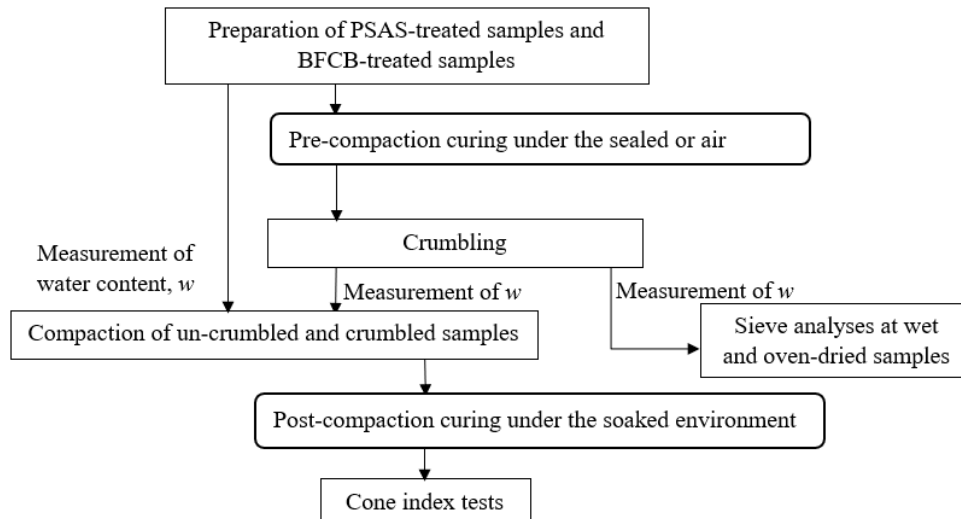 Preparation of PSAS-treated samples and
BFCB-treated samples
Pre-compaction curing under the sealed or air
Crumbling
Measurement of
water content, w
Measurement of w
Measurement of w
Compaction of un-crumbled and crumbled samples
Sieve analyses at wet
and oven-dried samples
Post-compaction curing under the soaked environment
Cone index tests